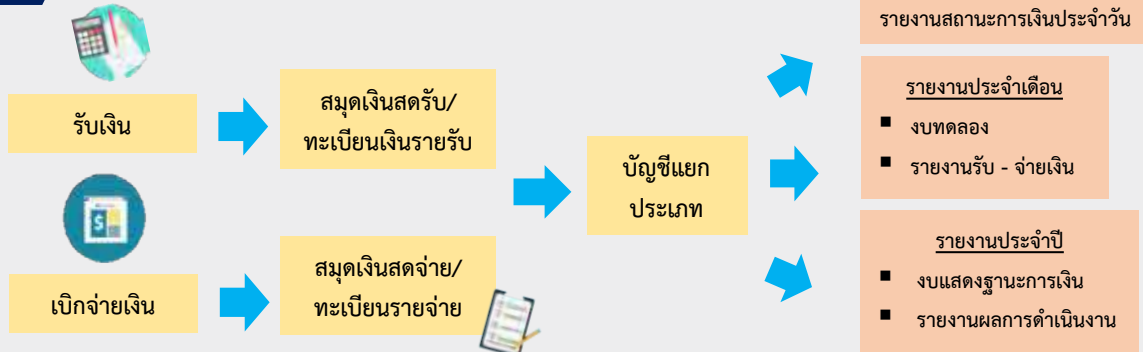 รับเงิน
สมุดเงินสดรับ/
ทะเบียนเงินรายรับ
เบิกจ่ายเงิน
สมุดเงินสดจ่าย/
ทะเบียนรายจ่าย
บัญชีแยก
ประเภท
รายงานสถานะการเงินประจำวัน
รายงานประจำเดือน
▪ งบทดลอง
▪ รายงานรับ - จ่ายเงิน
รายงานประจำปี
▪ งบแสดงฐานะการเงิน
▪ รายงานผลการดำเนินงาน